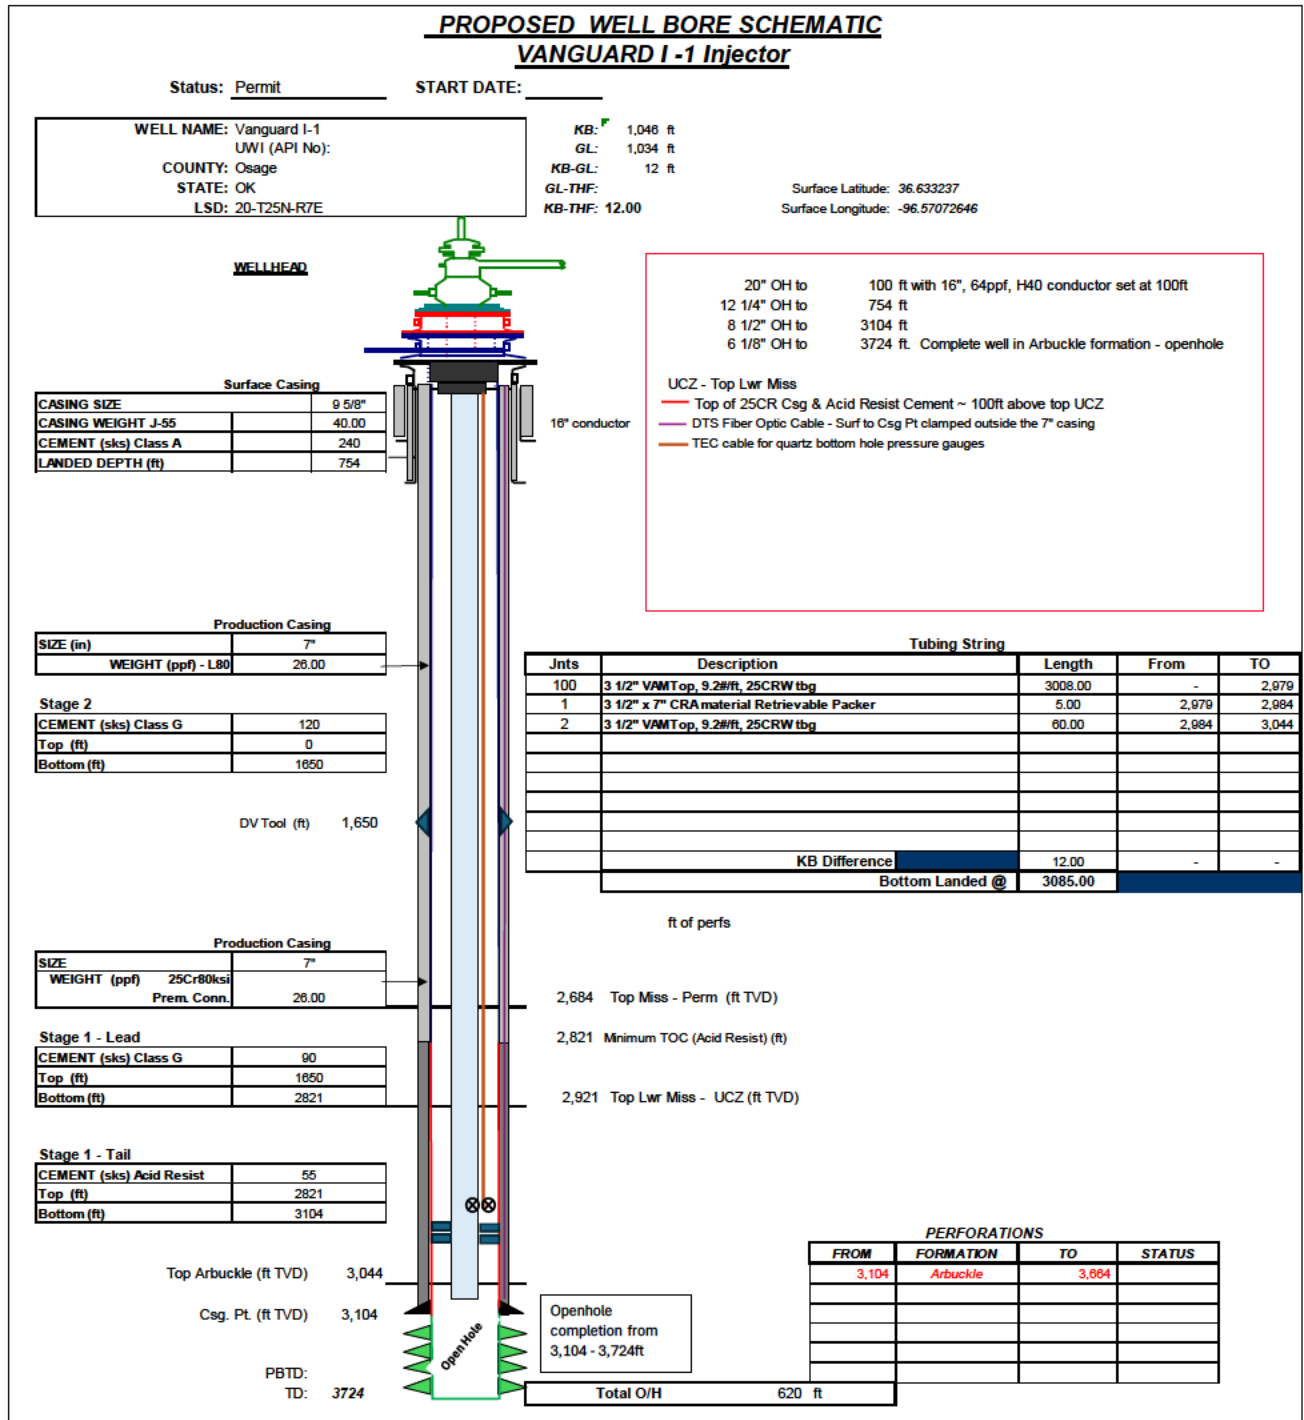 PROPOSED WELL BORE SCHEMATIC
VANGUARD I -1 Injector
Status: Permit START DATE:
WELL NAME: Vanguard I-1
UWI (API No):
COUNTY: Osage
STATE: OK
LSD: 20-T25N-R7E
KB: 1,046 ft
GL: 1,034 ft
KB-GL: 12 ft
GL-THF:
KB-THF: 12.00
Surface Latitude: 36.633237
Surface Longitude: -96.57072646
WELLHEAD
20" OH to 100 ft with 16", 64ppf, H40 conductor set at 100ft
12 1/4" OH to 754 ft
8 1/2" OH to 3104 ft
6 1/8" OH to 3724 ft. Complete well in Arbuckle formation - openhole
UCZ - Top Lwr Miss
Top of 25CR Csg & Acid Resist Cement ~ 100ft above top UCZ
DTS Fiber Optic Cable - Surf to Csg Pt clamped outside the 7" casing
TEC cable for quartz bottom hole pressure gauges
Surface Casing
CASING SIZE 9 5/8"
CASING WEIGHT J-55 40.00
CEMENT (sks) Class A 240
LANDED DEPTH (ft) 754
16" conductor
Production Casing
SIZE (in) 7"
WEIGHT (ppf) - L80 26.00
Stage 2
CEMENT (sks) Class G 120
Top (ft) 0
Bottom (ft) 1650
DV Tool (ft) 1,650
Tubing String
Jnts Description Length From TO
100 3 1/2" VAMTop, 9.2#/ft, 25CRW tbg 3008.00 - 2,979
1 3 1/2" x 7" CRA material Retrievable Packer 5.00 2,979 2,984
2 3 1/2" VAMTop, 9.2#/ft, 25CRW tbg 60.00 2,984 3,044
KB Difference 12.00 - -
Bottom Landed @ 3085.00
ft of perfs
Production Casing
SIZE 7"
WEIGHT (ppf) 25Cr80ksi
Prem. Conn. 26.00
2,684 Top Miss - Perm (ft TVD)
2,821 Minimum TOC (Acid Resist) (ft)
2,921 Top Lwr Miss - UCZ (ft TVD)
Stage 1 - Lead
CEMENT (sks) Class G 90
Top (ft) 1650
Bottom (ft) 2821
Stage 1 - Tail
CEMENT (sks) Acid Resist 55
Top (ft) 2821
Bottom (ft) 3104
Top Arbuckle (ft TVD) 3,044
Csg. Pt. (ft TVD) 3,104
PBTD:
TD: 3724
Open Hole
Openhole
completion from
3,104 - 3,724ft
Total O/H 620 ft
PERFORATIONS
FROM FORMATION TO STATUS
3,104 Arbuckle 3,664